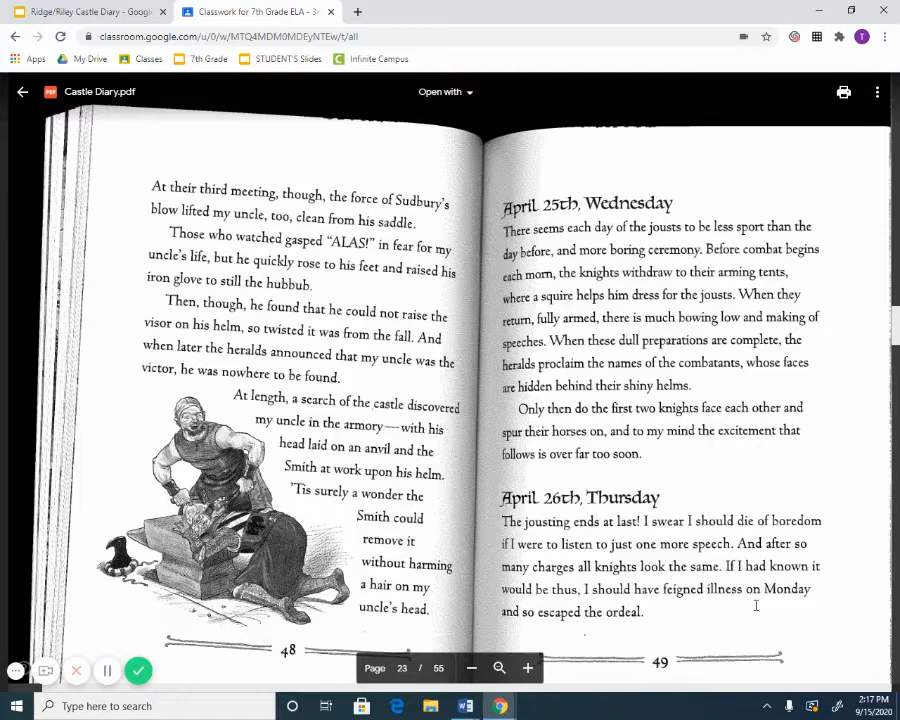 Ridge/Riley Castle Diary - Goog
Classwork for 7th Grade ELA - 3r
classroom.google.com/u/0/w/MTQ4MDM0MDEyNTEw/t/all
T
Apps
My Drive
Classes
7th Grade
STUDENT'S Slides
Infinite Campus
PDF
Castle Diary.pdf
Open with
At their third meeting, though, the force of Sudbury's
blow lifted my uncle, too, clean from his saddle.
Those who watched gasped "ALAS!" in fear for my
uncle's life, but he quickly rose to his feet and raised his
iron glove to still the hubbub.
Then, though, he found that he could not raise the
visor on his helm, so twisted it was from the fall. And
when later the heralds announced that my uncle was the
victor, he was nowhere to be found.
At length, a search of the castle discovered
my uncle in the armory—with his
head laid on an anvil and the
Smith at work upon his helm.
'Tis surely a wonder the
Smith could
remove it
without harming
a hair on my
uncle's head.
48
April 25th, Wednesday
There seems each day of the jousts to be less sport than the
day before, and more boring ceremony. Before combat begins
each morn, the knights withdraw to their arming tents,
where a squire helps him dress for the jousts. When they
return, fully armed, there is much bowing low and making of
speeches. When these dull preparations are complete, the
heralds proclaim the names of the combatants, whose faces
are hidden behind their shiny helms.
Only then do the first two knights face each other and
spur their horses on, and to my mind the excitement that
follows is over far too soon.
April 26th, Thursday
The jousting ends at last! I swear I should die of boredom
if I were to listen to just one more speech. And after so
many charges all knights look the same. If I had known it
would be thus, I should have feigned illness on Monday
and so escaped the ordeal.
49
Page 23 / 55
Type here to search
2:17 PM
9/15/2020